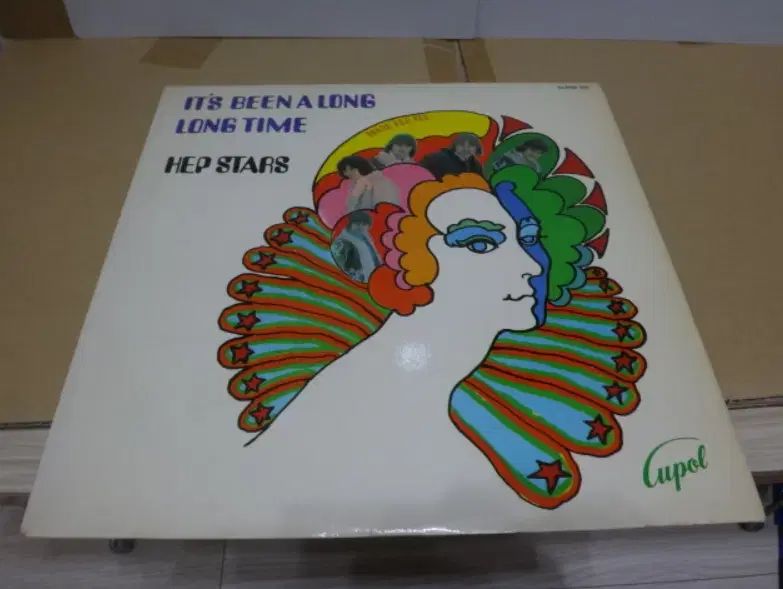 IT'S BEEN A LONG
LONG TIME
HEP STARS
Cupol